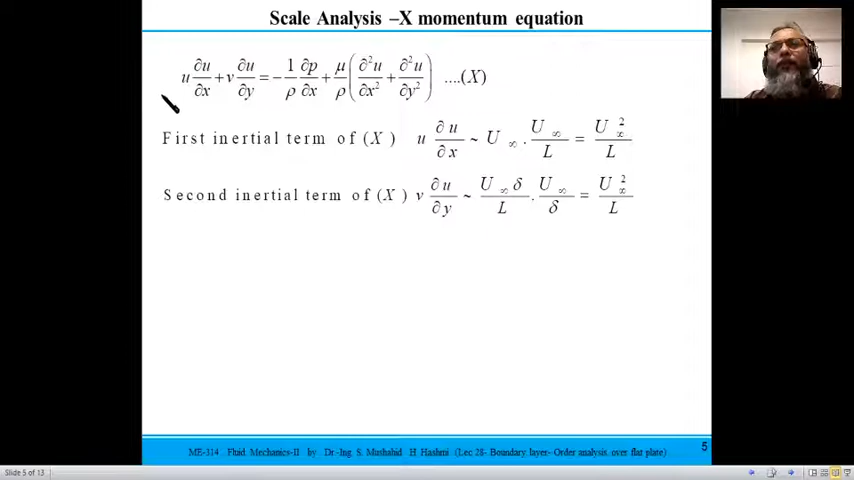 Scale Analysis –X momentum equation
u ∂u/∂x + v ∂u/∂y = − 1/ρ ∂p/∂x + μ/ρ (∂²u/∂x² + ∂²u/∂y²) ....(X)
First inertial term of (X) u ∂u/∂x ~ U∞ . U∞/L = U∞²/L
Second inertial term of (X) v ∂u/∂y ~ U∞δ/L . U∞/δ = U∞²/L
ME-314 Fluid Mechanics-II by Dr.-Ing. S. Mushahid H. Hashmi (Lec 28- Boundary layer- Order analysis over flat plate)
5
Slide 5 of 13